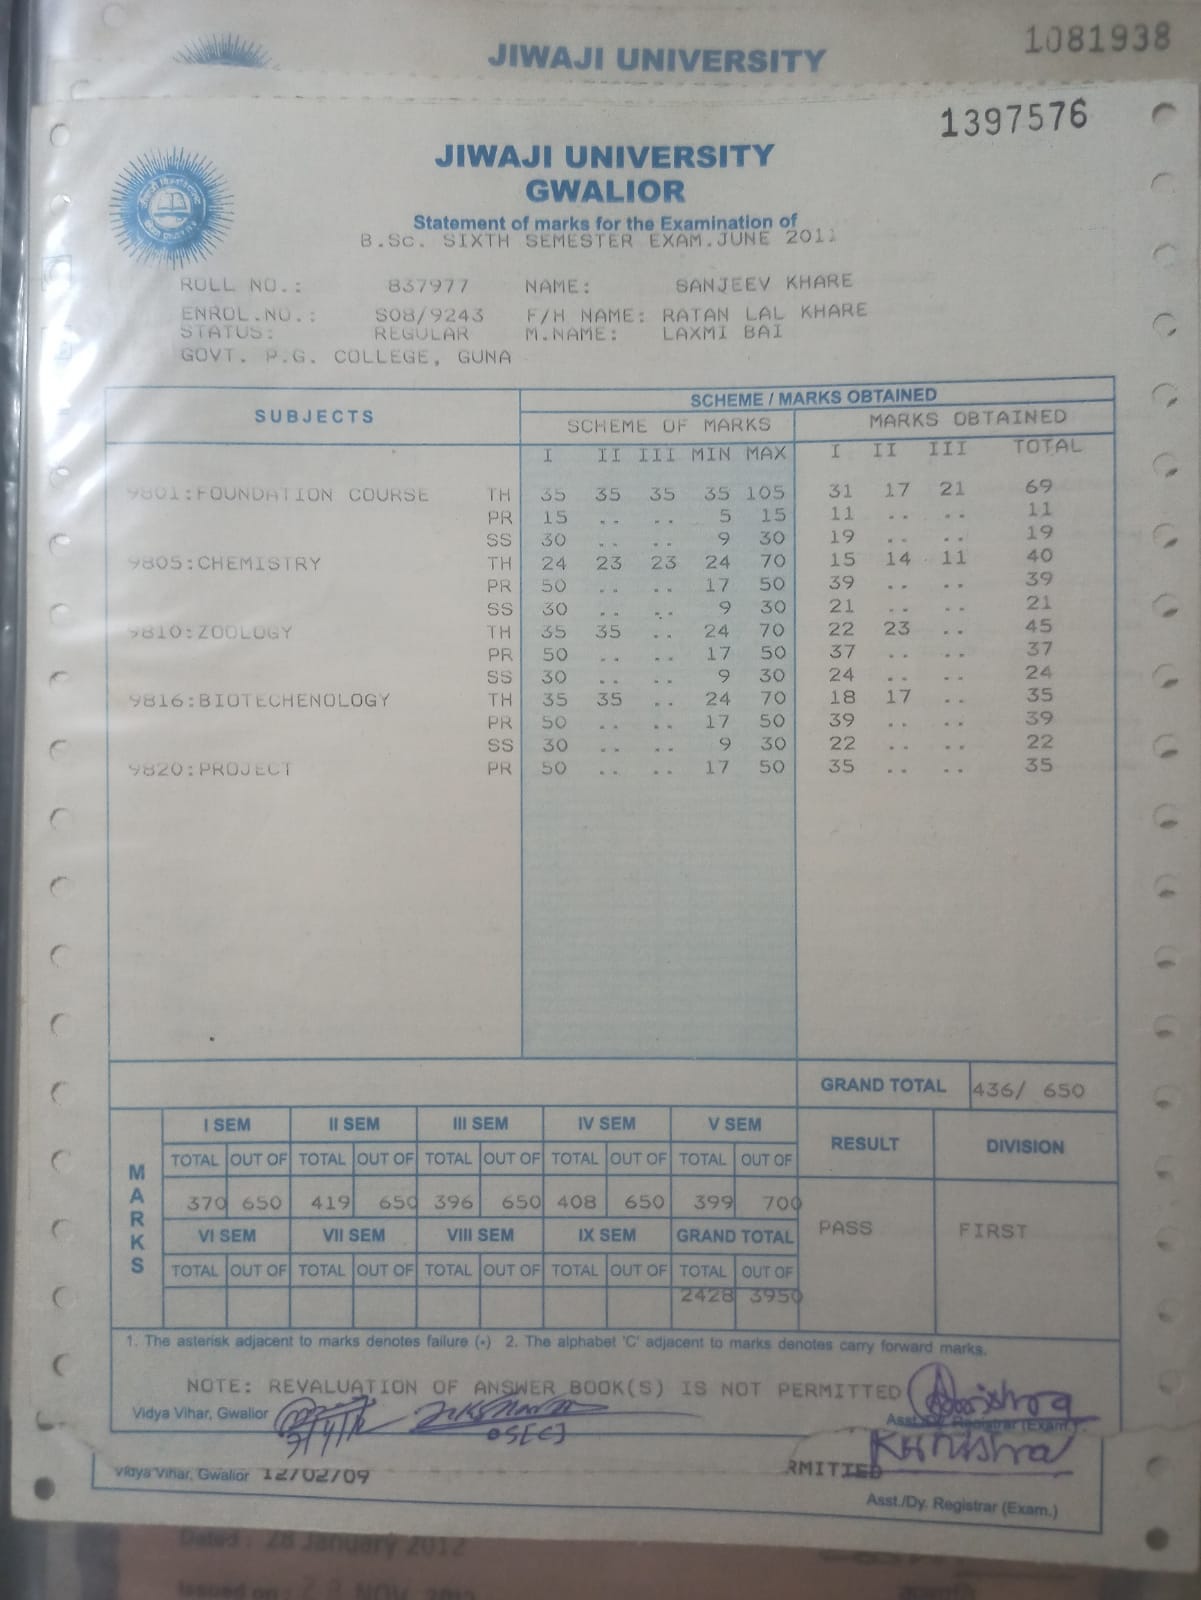 JIWAJI UNIVERSITY
1081938
1397576
JIWAJI UNIVERSITY
GWALIOR
Statement of marks for the Examination of
B.Sc. SIXTH SEMESTER EXAM.JUNE 2011
ROLL NO.: 837977 NAME: SANJEEV KHARE
ENROL.NO.: S08/9243 F/H NAME: RATAN LAL KHARE
STATUS: REGULAR M.NAME: LAXMI BAI
GOVT. P.G. COLLEGE, GUNA
SUBJECTS SCHEME / MARKS OBTAINED
SCHEME OF MARKS MARKS OBTAINED
I II III MIN MAX I II III TOTAL
9801:FOUNDATION COURSE TH 35 35 35 35 105 31 17 21 69
PR 15 .. .. 5 15 11 .. .. 11
SS 30 .. .. 9 30 19 .. .. 19
9805:CHEMISTRY TH 24 23 23 24 70 15 14 11 40
PR 50 .. .. 17 50 39 .. .. 39
SS 30 .. .. 9 30 21 .. .. 21
9810:ZOOLOGY TH 35 35 .. 24 70 22 23 .. 45
PR 50 .. .. 17 50 37 .. .. 37
SS 30 .. .. 9 30 24 .. .. 24
9816:BIOTECHENOLOGY TH 35 35 .. 24 70 18 17 .. 35
PR 50 .. .. 17 50 39 .. .. 39
SS 30 .. .. 9 30 22 .. .. 22
9820:PROJECT PR 50 .. .. 17 50 35 .. .. 35
GRAND TOTAL 436/ 650
MARKS
I SEM II SEM III SEM IV SEM V SEM RESULT DIVISION
TOTAL OUT OF TOTAL OUT OF TOTAL OUT OF TOTAL OUT OF TOTAL OUT OF
370 650 419 650 396 650 408 650 399 700
PASS FIRST
VI SEM VII SEM VIII SEM IX SEM GRAND TOTAL
TOTAL OUT OF TOTAL OUT OF TOTAL OUT OF TOTAL OUT OF TOTAL OUT OF
2428 3950
1. The asterisk adjacent to marks denotes failure (*) 2. The alphabet 'C' adjacent to marks denotes carry forward marks.
NOTE: REVALUATION OF ANSWER BOOK(S) IS NOT PERMITTED
Vidya Vihar, Gwalior
Asst./Dy. Registrar (Exam.)
Vidya Vihar, Gwalior 12/02/09
RMITTED
Asst./Dy. Registrar (Exam.)
Dated : 28 January 2012
Issued on :